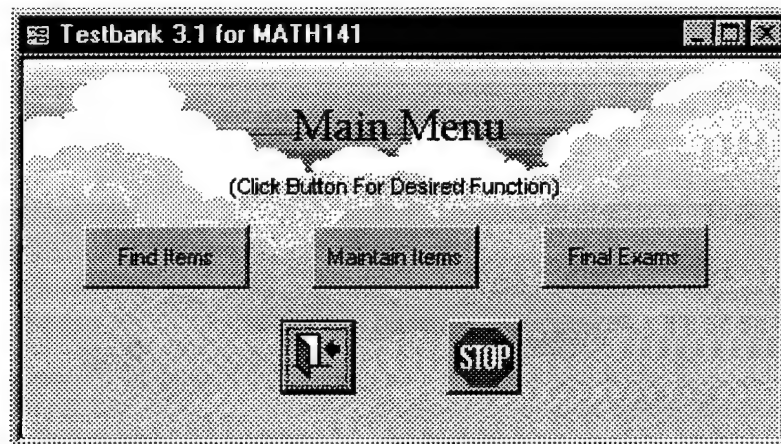 Testbank 3.1 for MATH141
Main Menu
(Click Button For Desired Function)
Find Items Maintain Items Final Exams
STOP